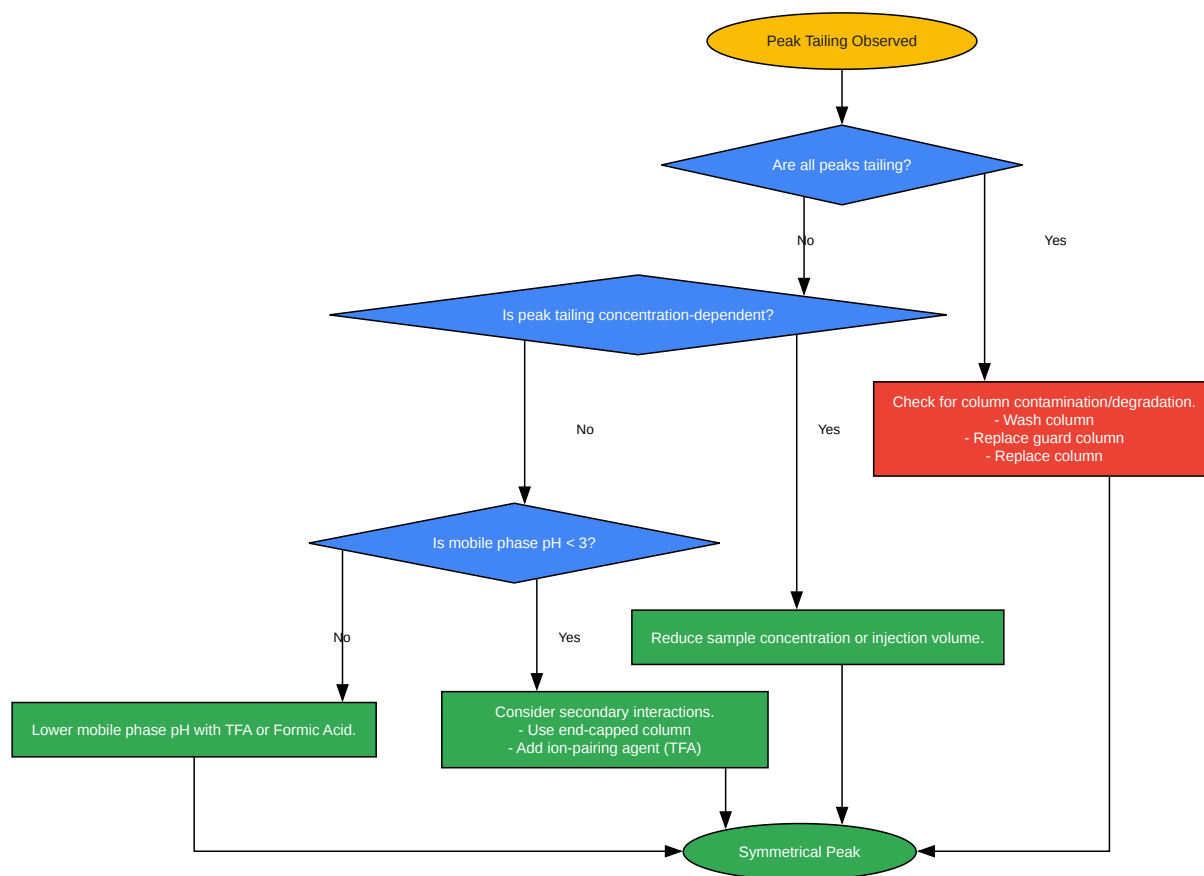 Peak Tailing Observed
Are all peaks tailing?
No
Yes
Is peak tailing concentration-dependent?
Check for column contamination/degradation.
- Wash column
- Replace guard column
- Replace column
No
Yes
Is mobile phase pH < 3?
No
Yes
Reduce sample concentration or injection volume.
Lower mobile phase pH with TFA or Formic Acid.
Consider secondary interactions.
- Use end-capped column
- Add ion-pairing agent (TFA)
Symmetrical Peak